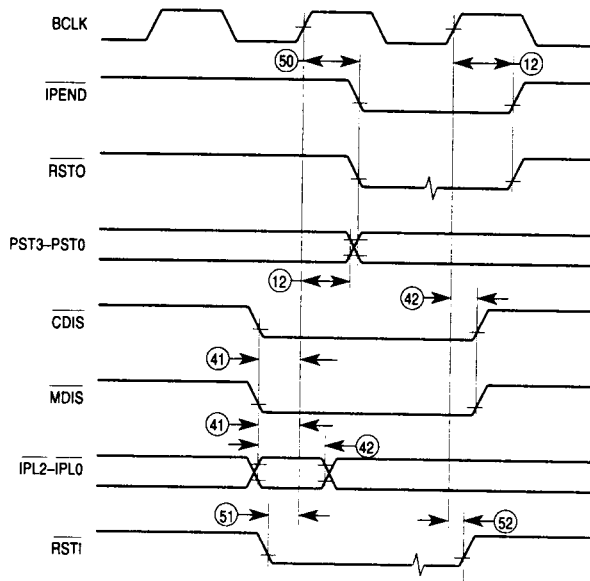 BCLK
50
12
IPEND
RSTO
PST3–PST0
12
42
CDIS
41
MDIS
41
42
IPL2–IPL0
51
52
RSTI